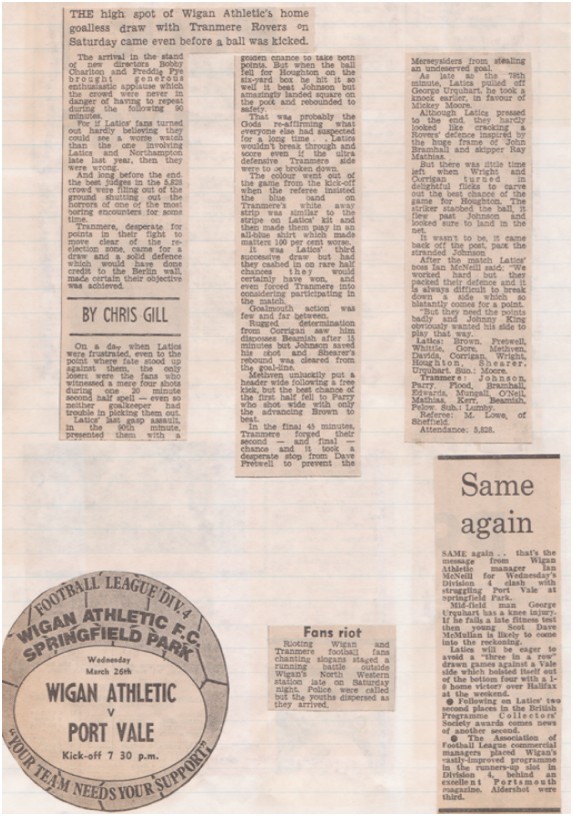 THE high spot of Wigan Athletic's home
goalless draw with Tranmere Rovers on
Saturday came even before a ball was kicked.
The arrival in the stand
of new directors Bobby
Charlton and Freddie Pye
brought generous
enthusiastic applause which
the crowd were never in
danger of having to repeat
during the following 90
minutes.
For if Latics' fans turned
out hardly believing they
could see a worse match
than the one involving
Latics and Northampton
late last year, then they
were wrong.
And long before the end
the best judges in the 5,828
crowd were filing out of the
ground shutting out the
horrors of one of the most
boring encounters for some
time.
Tranmere, desperate for
points in their fight to
move clear of the re-
election zone, came for a
draw and a solid defence
which would have done
credit to the Berlin wall,
made certain their objective
was achieved.
BY CHRIS GILL
On a day when Latics
were frustrated, even to the
point where fate stood up
against them, the only
losers were the fans who
witnessed a mere four shots
during one 20 minute
second half spell — even so
neither goalkeeper had
trouble in picking them out.
Latics' last gasp assault,
in the 90th minute,
presented them with a
golden chance to take both
points. But when the ball
fell for Houghton on the
six-yard box he hit is so
well it beat Johnson but
amazingly landed square on
the post and rebounded to
safety.
That was probably the
Gods re-affirming what
everyone else had suspected
for a long time . . Latics
wouldn't break through and
score even if the ultra
defensive Tranmere side
were to be broken down.
The colour went out of
the game from the kick-off
when the referee insisted
the blue band on
Tranmere's white away
strip was similar to the
stripe on Latics' kit and
then made them play in an
all-blue shirt which made
matters 100 per cent worse.
It was Latics' third
successive draw but had
they cashed in on rare half
chances they would
certainly have won, and
even forced Tranmere into
considering participating in
the match.
Goalmouth action was
few and far between.
Rugged determination
from Corrigan saw him
disposes Beamish after 15
minutes but Johnson saved
his shot and Shearer's
rebound was cleared from
the goal-line.
Methven unluckily put a
header wide following a free
kick, but the best chance of
the first half fell to Parry
who shot wide with only
the advancing Brown to
beat.
In the final 45 minutes,
Tranmere forged their
second — and final —
chance and it took a
desperate stop from Dave
Fretwell to prevent the
Merseysiders from stealing
an undeserved goal.
As late as the 78th
minute, Latics pulled off
George Urquhart, he took a
knock earlier, in favour of
Mickey Moore.
Although Latics pressed
to the end, they hardly
looked like cracking a
Rovers' defence inspired by
the huge frame of John
Bramhall and skipper Ray
Mathias.
But there was little time
left when Wright and
Corrigan turned in
delightful flicks to carve
out the best chance of the
game for Houghton. The
striker slashed the ball, it
flew past Johnson and
looked sure to land in the
net.
It wasn't to be, it came
back off the post, past the
stranded Johnson.
After the match Latics'
boss Ian McNeill said: "We
worked hard but they
packed their defence and it
is always difficult to break
down a side which so
blatantly comes for a point.
"But they need the points
badly and Johnny King
obviously wanted his side to
play that way.
Latics: Brown, Fretwell,
Whittle, Gore, Methven,
Davids, Corrigan, Wright,
Houghton, Shearer,
Urquhart. Sub.: Moore.
Tranmere: Johnson,
Parry, Flood, Bramhall,
Edwards, Mungall, O'Neil,
Mathias, Kerr, Beamish,
Pelow. Sub.: Lumby.
Referee: M. Lowe, of
Sheffield.
Attendance: 5,828.
Same
again
SAME again . . that's the
message from Wigan
Athletic manager Ian
McNeill for Wednesday's
Division 4 clash with
struggling Port Vale at
Springfield Park.
Mid-field man George
Urquhart has a knee injury.
If he fails a late fitness test
then young Scot Dave
McMullen is likely to come
into the reckoning.
Latics will be eager to
avoid a "three in a row"
drawn games against a Vale
side which hoisted itself out
of the bottom four with a 1-
0 home victory over Halifax
at the weekend.
● Following on Latics' two
second places in the British
Programme Collectors'
Society awards comes news
of another second.
● The Association of
Football League commercial
managers placed Wigan's
vastly-improved programme
in the runners-up slot in
Division 4, behind an
excellent Portsmouth
magazine. Aldershot were
third.
FOOTBALL LEAGUE DIV. 4
WIGAN ATHLETIC F.C.
SPRINGFIELD PARK
Wednesday
March 26th
WIGAN ATHLETIC
v
PORT VALE
Kick-off 7 30 p.m.
"YOUR TEAM NEEDS YOUR SUPPORT"
Fans riot
Rioting Wigan and
Tranmere football fans
chanting slogans staged a
running battle outside
Wigan's North Western
station late on Saturday
night. Police were called
but the youths dispersed as
they arrived.